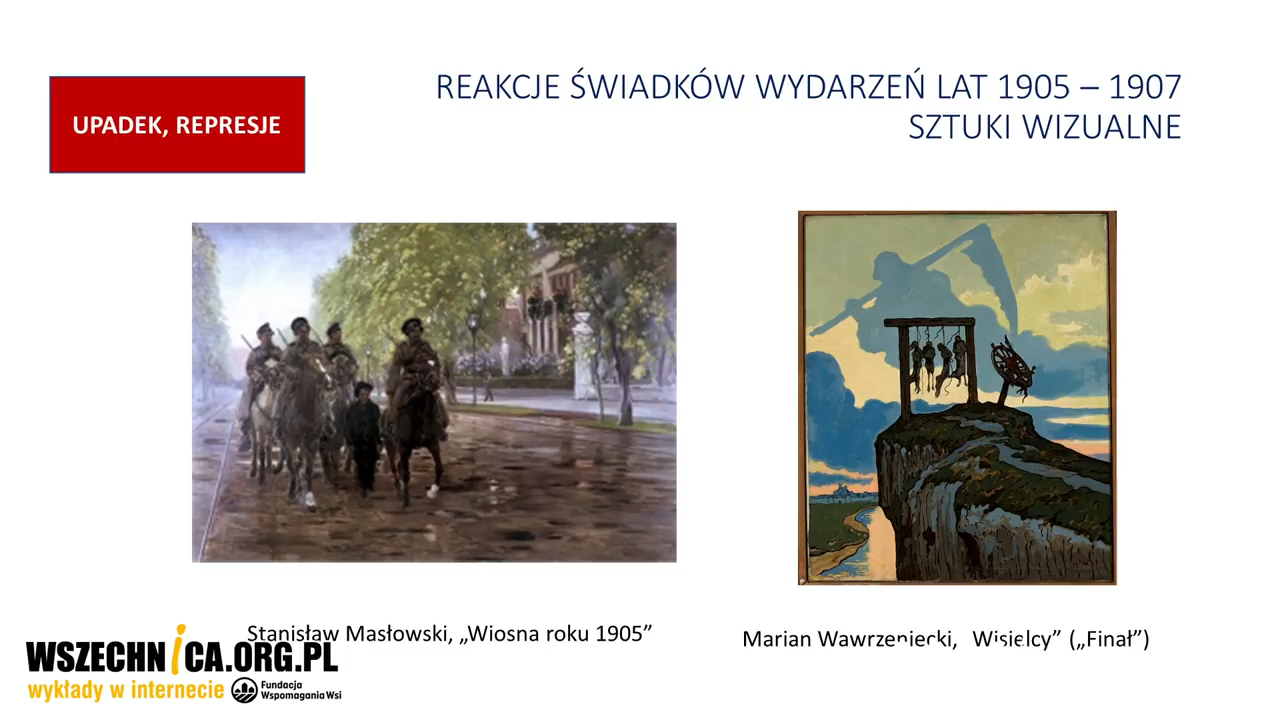 UPADEK, REPRESJE
REAKCJE ŚWIADKÓW WYDARZEŃ LAT 1905 – 1907
SZTUKI WIZUALNE
Stanisław Masłowski, „Wiosna roku 1905”
Marian Wawrzeniecki, Wisielcy” („Finał”)
WSZECHNICA.ORG.PL
wykłady w internecie
Fundacja
Wspomagania Wsi